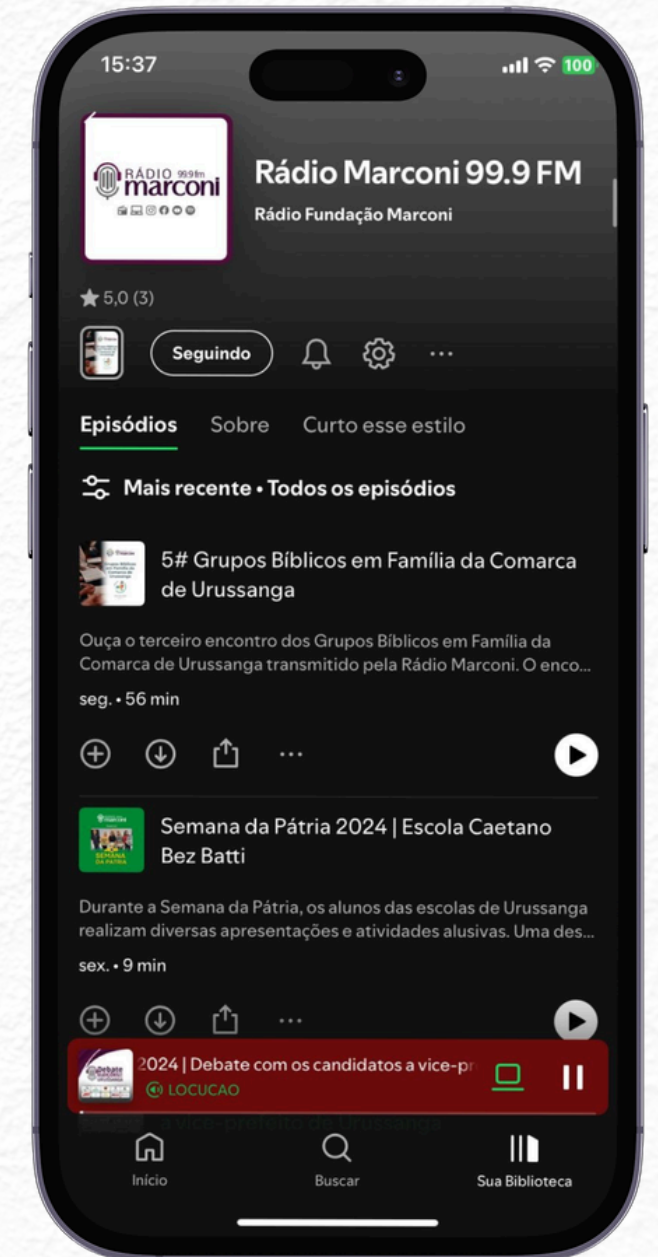 15:37
100
RÁDIO 99.9fm
marconi
Rádio Marconi 99.9 FM
Rádio Fundação Marconi
5,0 (3)
Seguindo
Episódios Sobre Curto esse estilo
Mais recente • Todos os episódios
5# Grupos Bíblicos em Família da Comarca
de Urussanga
Ouça o terceiro encontro dos Grupos Bíblicos em Família da
Comarca de Urussanga transmitido pela Rádio Marconi. O enco...
seg. • 56 min
Semana da Pátria 2024 | Escola Caetano
Bez Batti
SEMANA
DA PÁTRIA
Durante a Semana da Pátria, os alunos das escolas de Urussanga
realizam diversas apresentações e atividades alusivas. Uma des...
sex. • 9 min
Debate
2024 | Debate com os candidatos a vice-pr
LOCUCAO
a vice-prefeito de Urussanga
Início
Buscar
Sua Biblioteca